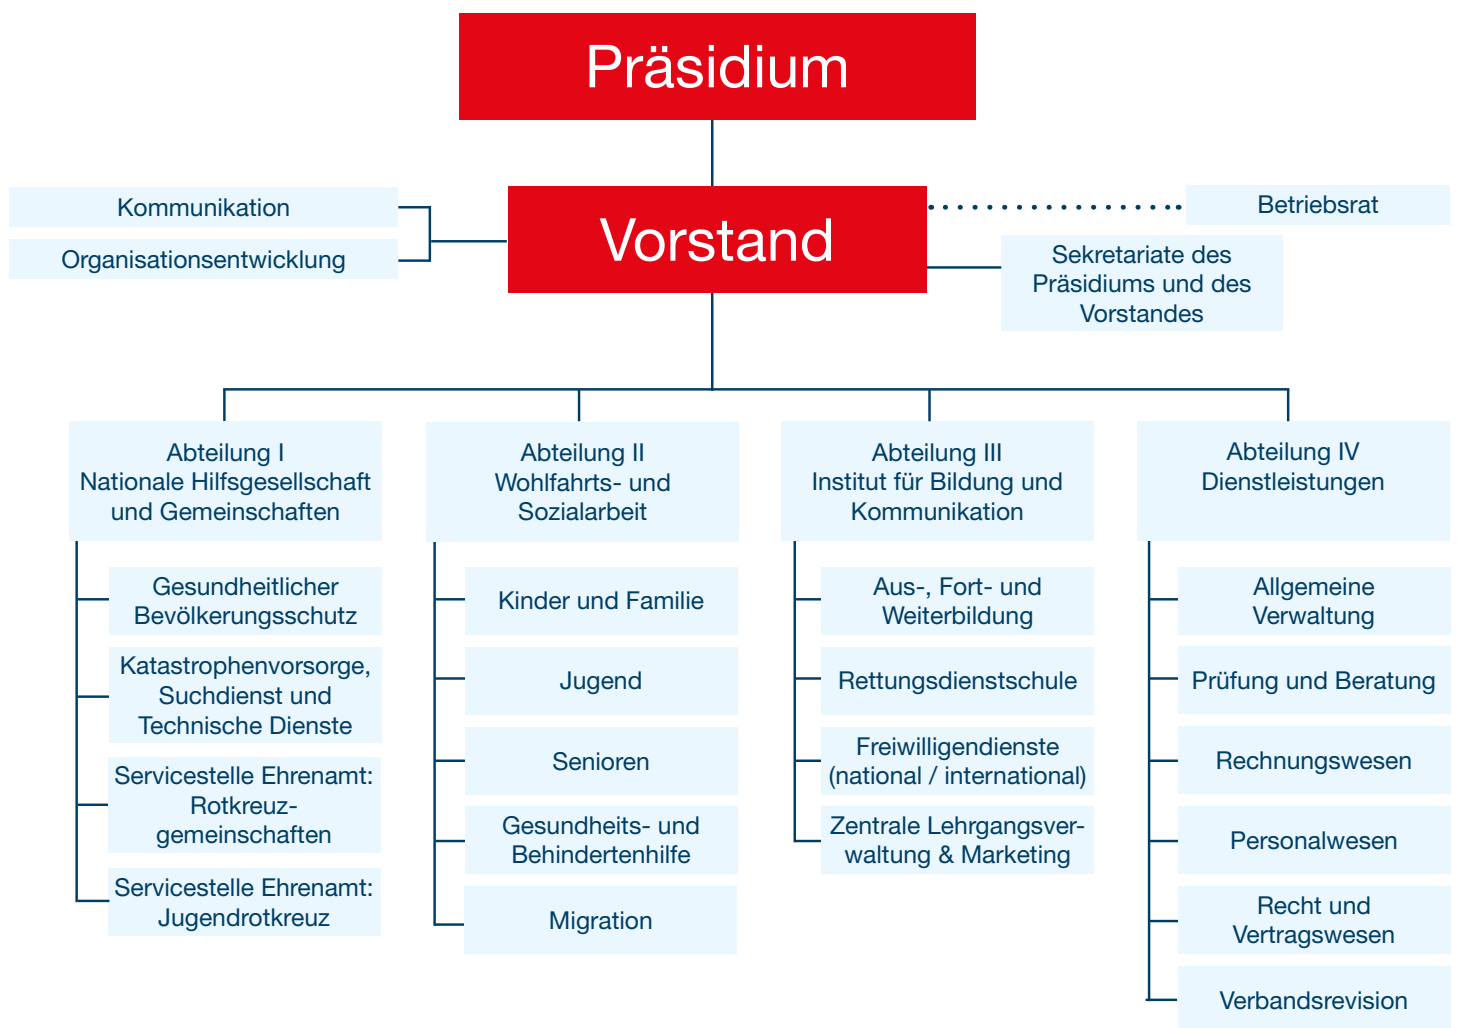 Präsidium
Kommunikation
Organisationsentwicklung
Vorstand
Betriebsrat
Sekretariate des
Präsidiums und des
Vorstandes
Abteilung I
Nationale Hilfsgesellschaft
und Gemeinschaften
Gesundheitlicher
Bevölkerungsschutz
Katastrophenvorsorge,
Suchdienst und
Technische Dienste
Servicestelle Ehrenamt:
Rotkreuz-
gemeinschaften
Servicestelle Ehrenamt:
Jugendrotkreuz
Abteilung II
Wohlfahrts- und
Sozialarbeit
Kinder und Familie
Jugend
Senioren
Gesundheits- und
Behindertenhilfe
Migration
Abteilung III
Institut für Bildung und
Kommunikation
Aus-, Fort- und
Weiterbildung
Rettungsdienstschule
Freiwilligendienste
(national / international)
Zentrale Lehrgangsver-
waltung & Marketing
Abteilung IV
Dienstleistungen
Allgemeine
Verwaltung
Prüfung und Beratung
Rechnungswesen
Personalwesen
Recht und
Vertragswesen
Verbandsrevision